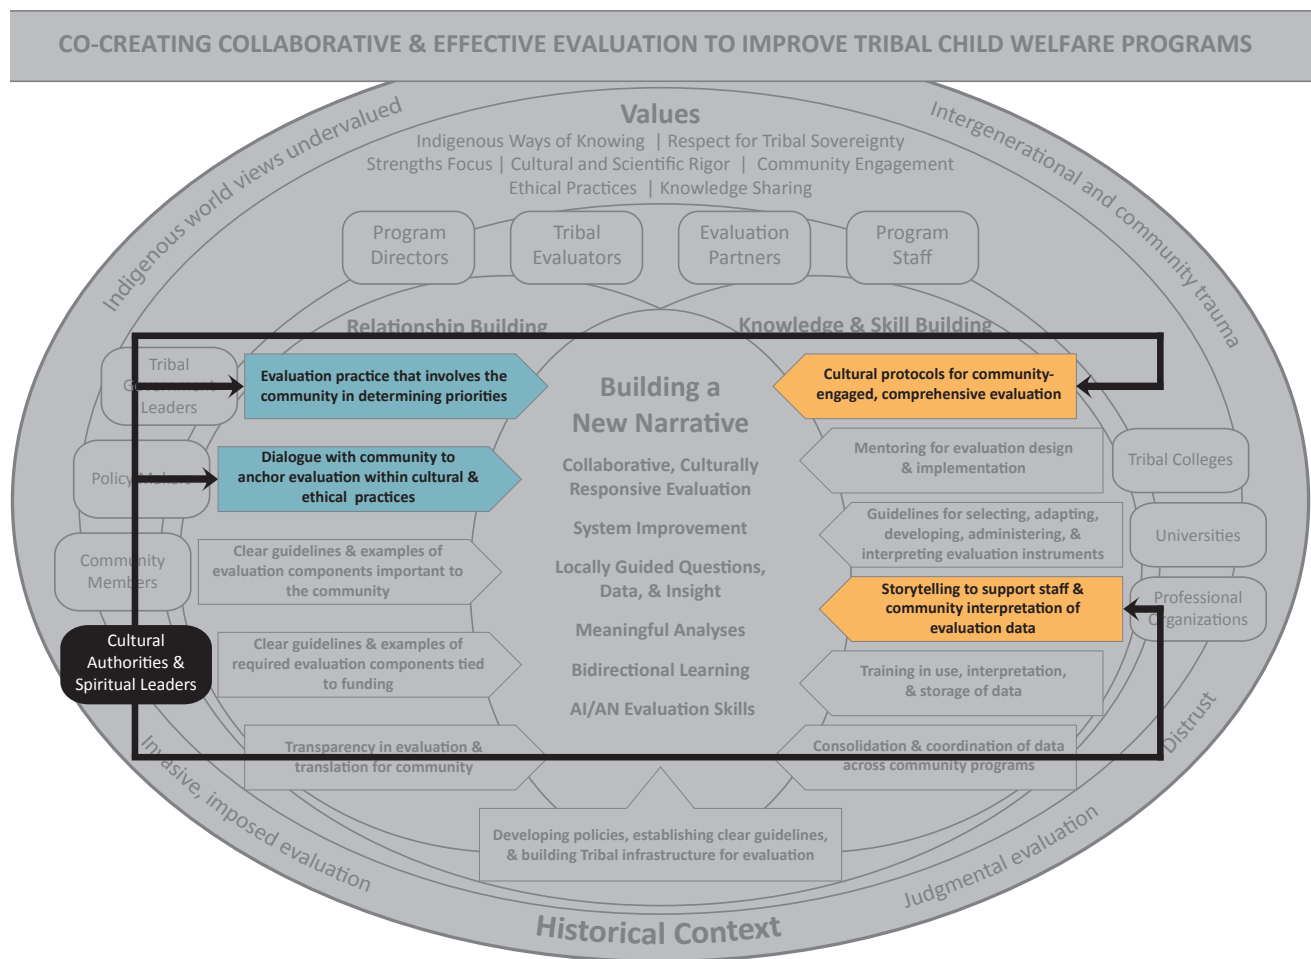 CO-CREATING COLLABORATIVE & EFFECTIVE EVALUATION TO IMPROVE TRIBAL CHILD WELFARE PROGRAMS
Indigenous world views undervalued
Intergenerational and community trauma
Values
Indigenous Ways of Knowing | Respect for Tribal Sovereignty
Strengths Focus | Cultural and Scientific Rigor | Community Engagement
Ethical Practices | Knowledge Sharing
Program
Directors
Tribal
Evaluators
Evaluation
Partners
Program
Staff
Relationship Building
Knowledge & Skill Building
Tribal
Government
Leaders
Policy Makers
Community
Members
Cultural
Authorities &
Spiritual Leaders
Evaluation practice that involves the
community in determining priorities
Dialogue with community to
anchor evaluation within cultural &
ethical practices
Clear guidelines & examples of
evaluation components important to
the community
Clear guidelines & examples of
required evaluation components tied
to funding
Transparency in evaluation &
translation for community
Building a
New Narrative
Collaborative, Culturally
Responsive Evaluation
System Improvement
Locally Guided Questions,
Data, & Insight
Meaningful Analyses
Bidirectional Learning
AI/AN Evaluation Skills
Cultural protocols for community-
engaged, comprehensive evaluation
Mentoring for evaluation design
& implementation
Guidelines for selecting, adapting,
developing, administering, &
interpreting evaluation instruments
Storytelling to support staff &
community interpretation of
evaluation data
Training in use, interpretation,
& storage of data
Consolidation & coordination of data
across community programs
Tribal Colleges
Universities
Professional
Organizations
Developing policies, establishing clear guidelines,
& building Tribal infrastructure for evaluation
Invasive, imposed evaluation
Distrust
Judgmental evaluation
Historical Context